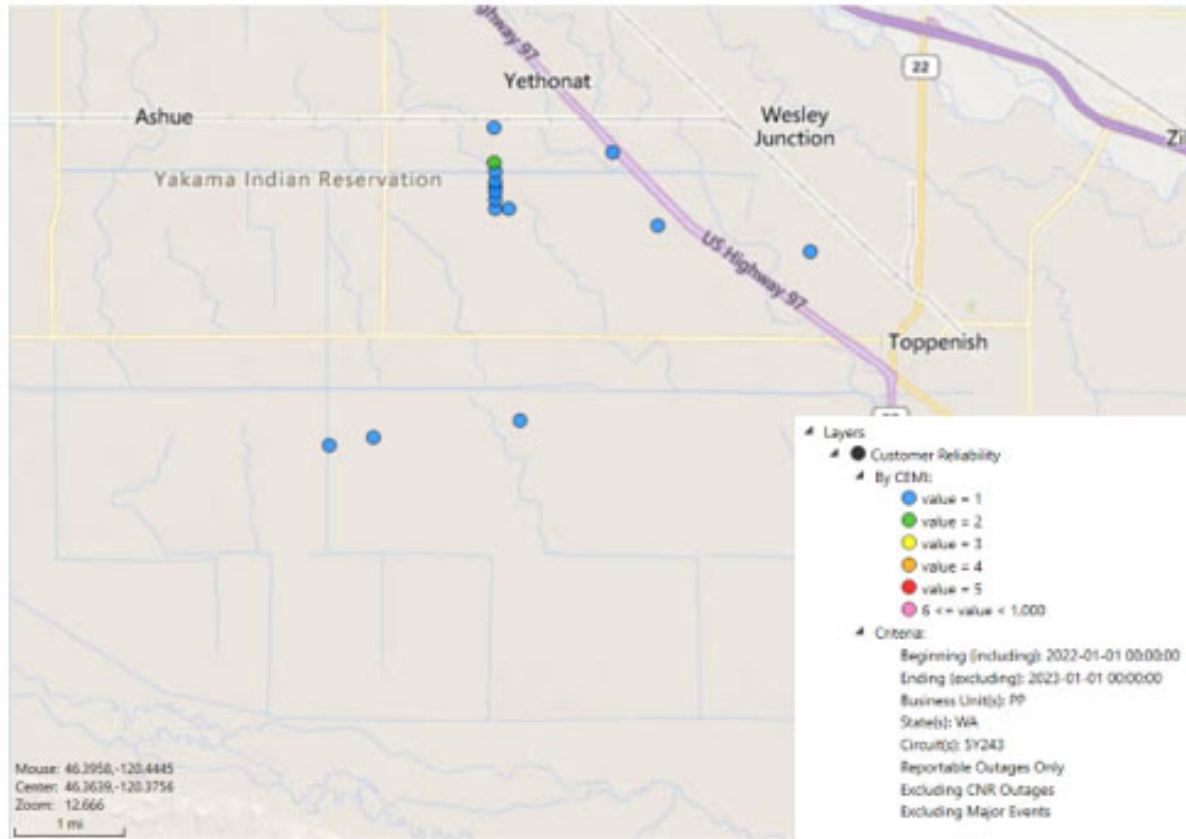 ghway 97
Yethonat
22
Ashue
Wesley
Junction
Zil
Yakama Indian Reservation
US Highway 97
Toppenish
Layers
Customer Reliability
By CEMI:
value = 1
value = 2
value = 3
value = 4
value = 5
6 <= value < 1,000
Criteria:
Beginning (including): 2022-01-01 00:00:00
Ending (excluding): 2023-01-01 00:00:00
Business Unit(s): PP
State(s): WA
Circuit(s): 5Y243
Reportable Outages Only
Excluding CNR Outages
Excluding Major Events
Mouse: 46.3958,-120.4445
Center: 46.3639,-120.3756
Zoom: 12.666
1 mi